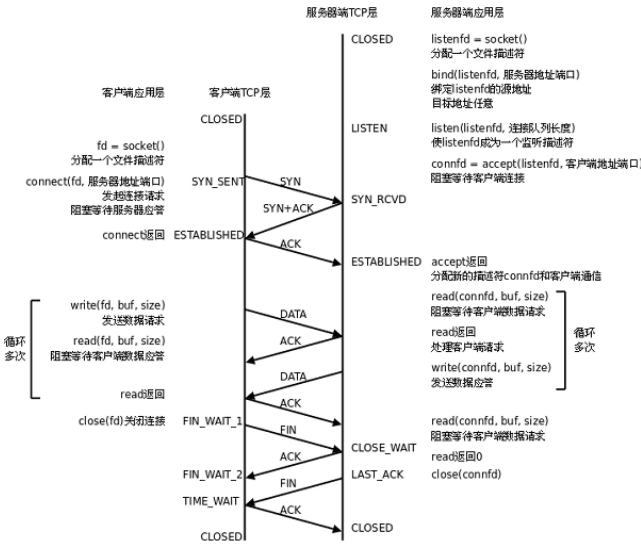 服务器端TCP层
服务器端应用层
CLOSED
listenfd = socket()
分配一个文件描述符
bind(listenfd, 服务器地址端口)
绑定listenfd的源地址
目标地址任意
客户端应用层
客户端TCP层
CLOSED
LISTEN
listen(listenfd, 连接队列长度)
使listenfd成为一个监听描述符
fd = socket()
分配一个文件描述符
connfd = accept(listenfd, 客户端地址端口)
阻塞等待客户端连接
connect(fd, 服务器地址端口)
发起连接请求
阻塞等待服务器应答
SYN_SENT
SYN
SYN_RCVD
SYN+ACK
connect返回
ESTABLISHED
ACK
ESTABLISHED
accept返回
分配新的描述符connfd和客户端通信
循环
多次
write(fd, buf, size)
发送数据请求
read(fd, buf, size)
阻塞等待客户端数据应答
read返回
DATA
ACK
DATA
ACK
read(connfd, buf, size)
阻塞等待客户端数据请求
read返回
处理客户端请求
write(connfd, buf, size)
发送数据应答
循环
多次
close(fd)关闭连接
FIN_WAIT_1
FIN
read(connfd, buf, size)
阻塞等待客户端数据请求
CLOSE_WAIT
read返回0
ACK
FIN_WAIT_2
FIN
LAST_ACK
close(connfd)
TIME_WAIT
ACK
CLOSED
CLOSED